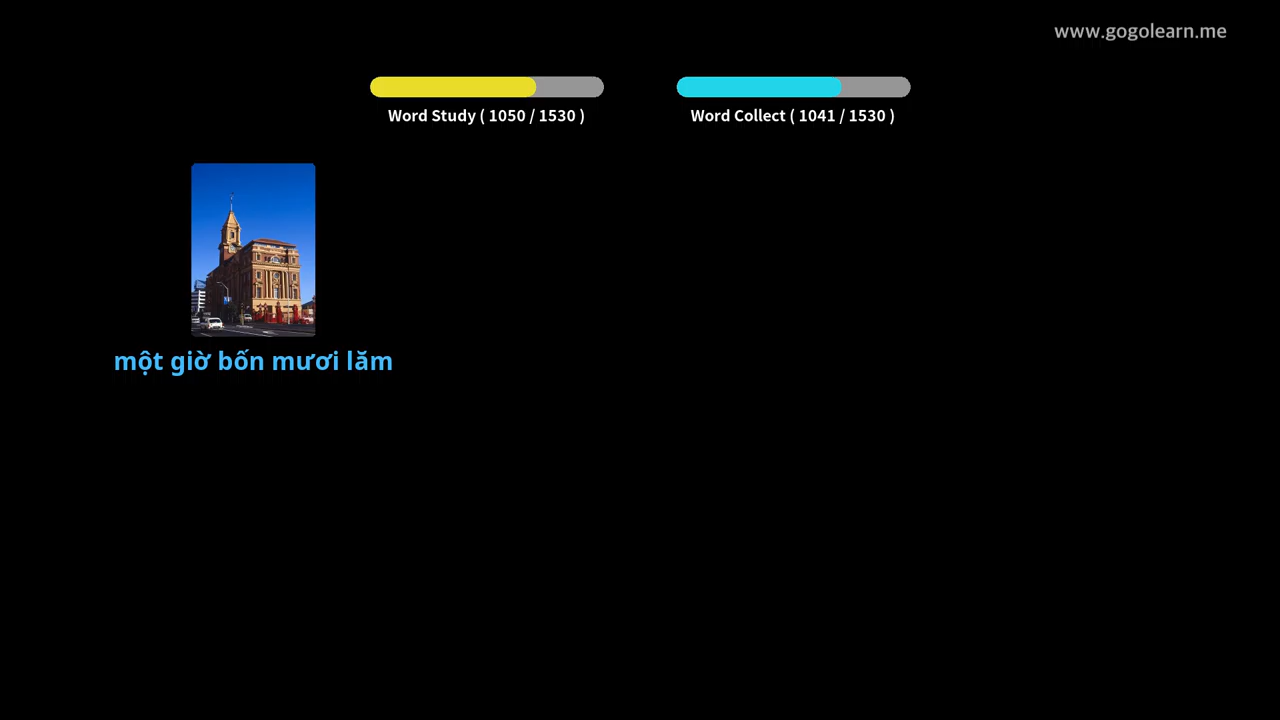 www.gogolearn.me
Word Study ( 1050 / 1530 )
Word Collect ( 1041 / 1530 )
một giờ bốn mươi lăm